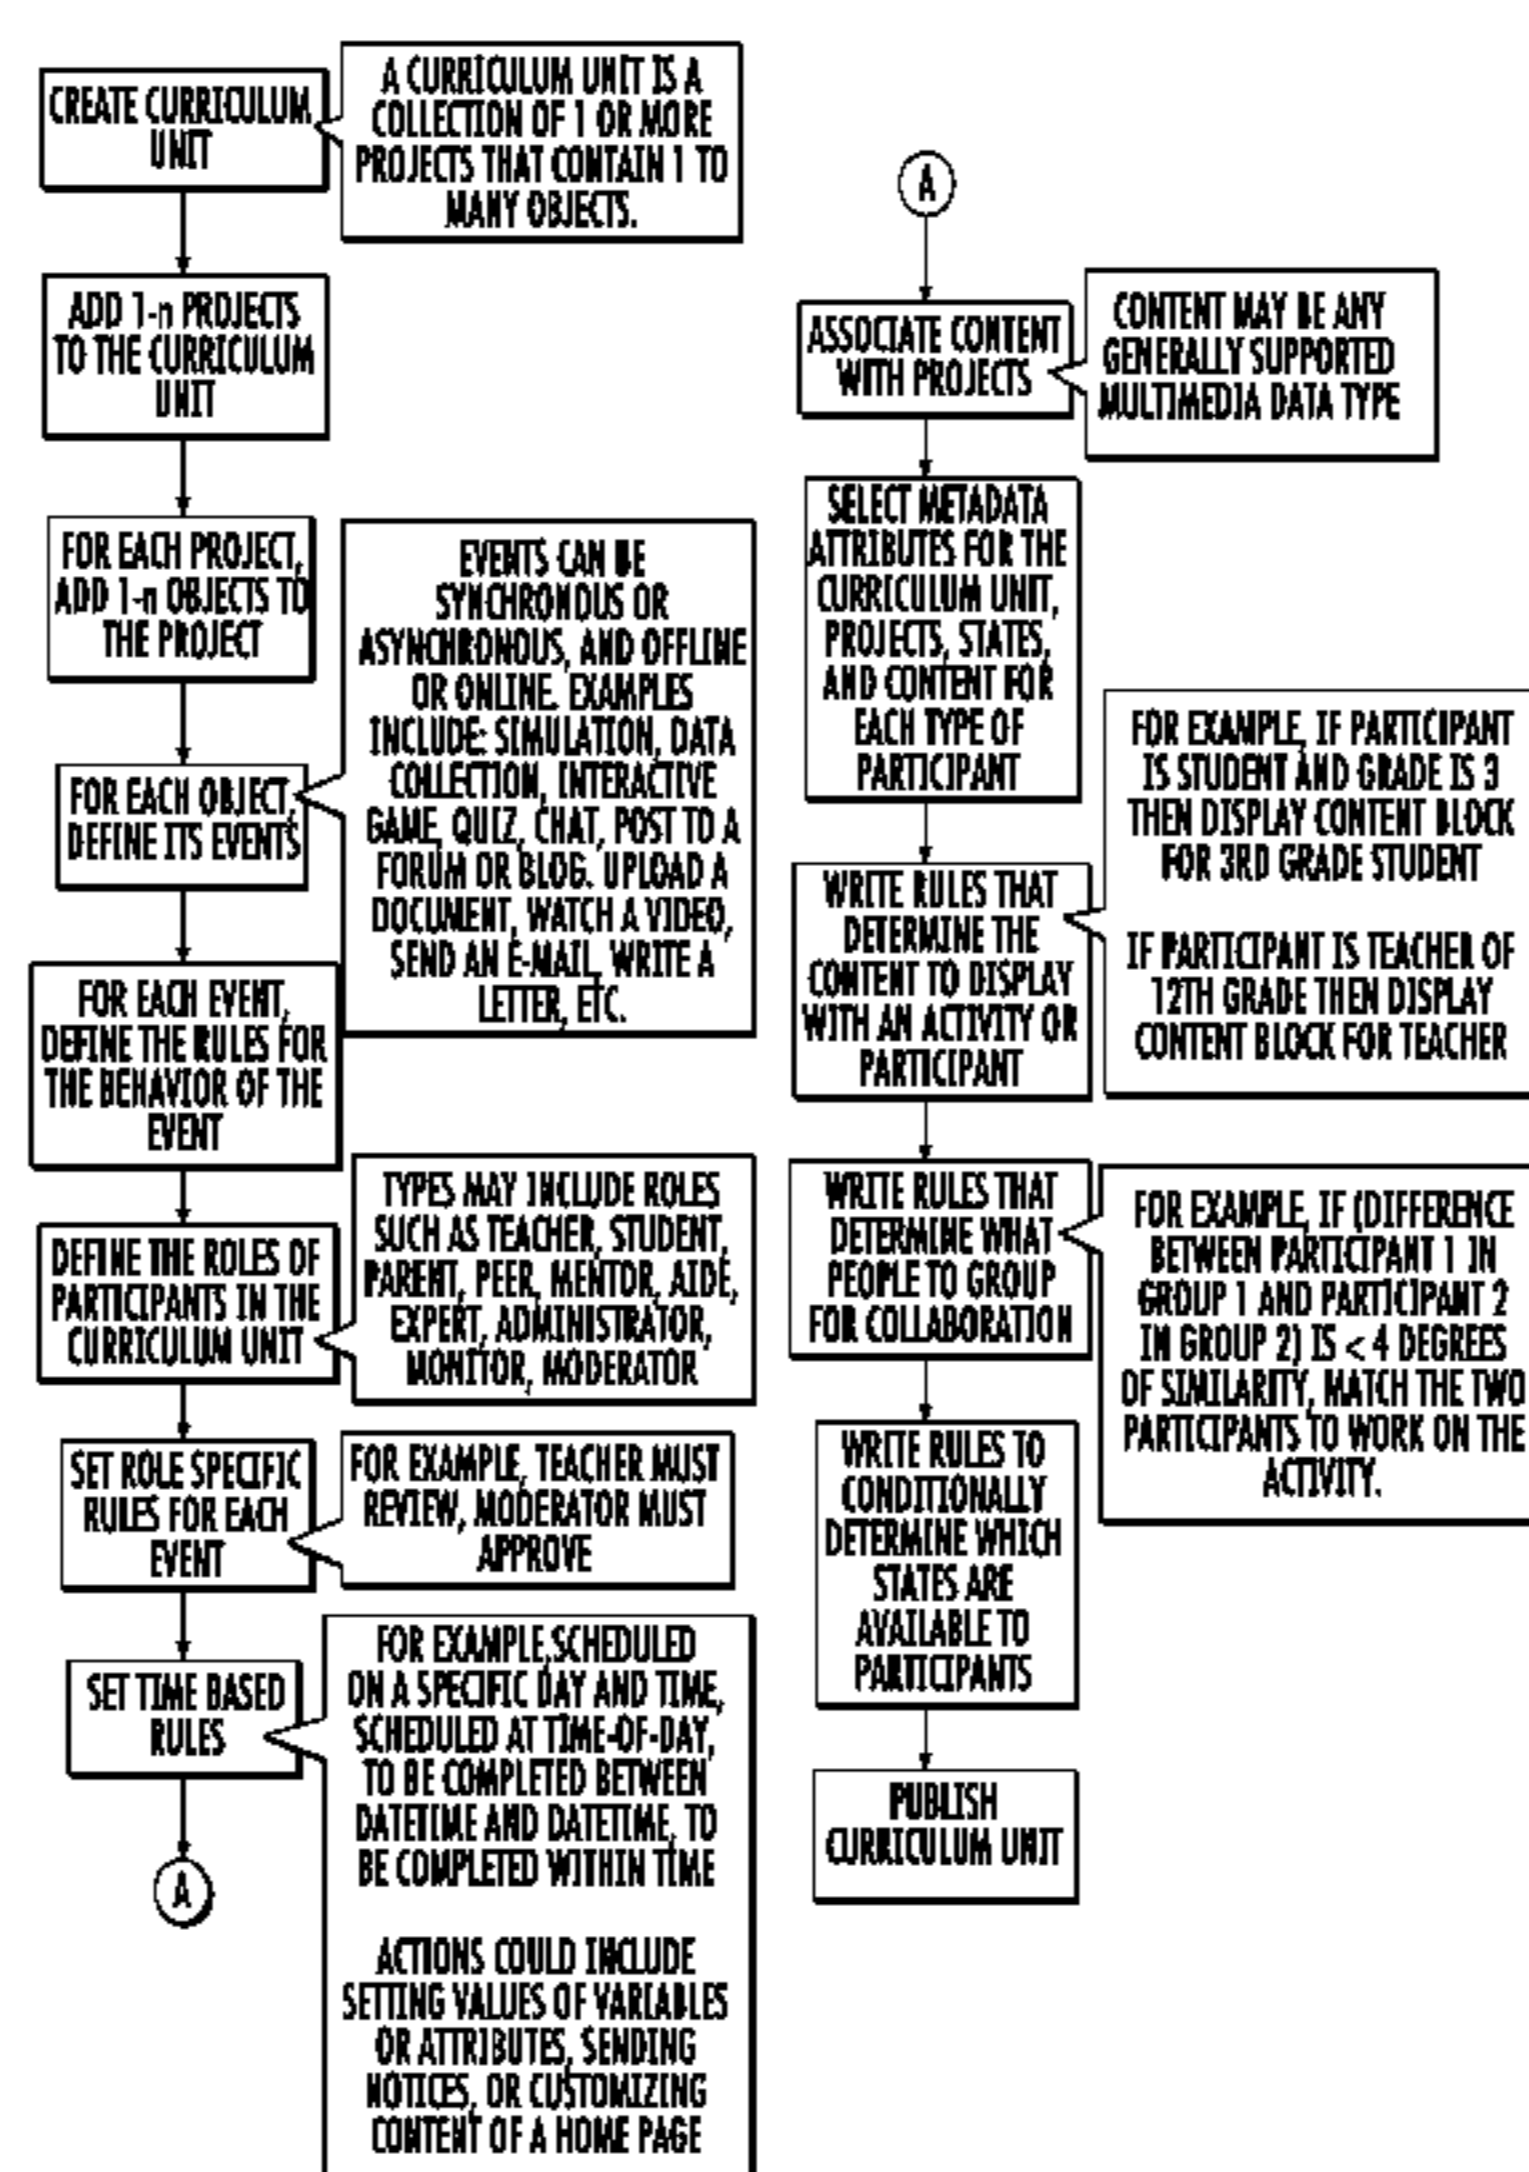 CREATE CURRICULUM
UNIT
A CURRICULUM UNIT IS A
COLLECTION OF 1 OR MORE
PROJECTS THAT CONTAIN 1 TO
MANY OBJECTS.
ADD 1-n PROJECTS
TO THE CURRICULUM
UNIT
FOR EACH PROJECT,
ADD 1-n OBJECTS TO
THE PROJECT
FOR EACH OBJECT,
DEFINE ITS EVENTS
EVENTS CAN BE
SYNCHRONOUS OR
ASYNCHRONOUS, AND OFFLINE
OR ONLINE. EXAMPLES
INCLUDE: SIMULATION, DATA
COLLECTION, INTERACTIVE
GAME, QUIZ, CHAT, POST TO A
FORUM OR BLOG. UPLOAD A
DOCUMENT, WATCH A VIDEO,
SEND AN E-MAIL, WRITE A
LETTER, ETC.
FOR EACH EVENT,
DEFINE THE RULES FOR
THE BEHAVIOR OF THE
EVENT
DEFINE THE ROLES OF
PARTICIPANTS IN THE
CURRICULUM UNIT
TYPES MAY INCLUDE ROLES
SUCH AS TEACHER, STUDENT,
PARENT, PEER, MENTOR, AIDE,
EXPERT, ADMINISTRATOR,
MONITOR, MODERATOR
SET ROLE SPECIFIC
RULES FOR EACH
EVENT
FOR EXAMPLE, TEACHER MUST
REVIEW, MODERATOR MUST
APPROVE
SET TIME BASED
RULES
FOR EXAMPLE,SCHEDULED
ON A SPECIFIC DAY AND TIME,
SCHEDULED AT TIME-OF-DAY,
TO BE COMPLETED BETWEEN
DATETIME AND DATETIME, TO
BE COMPLETED WITHIN TIME
ACTIONS COULD INCLUDE
SETTING VALUES OF VARIABLES
OR ATTRIBUTES, SENDING
NOTICES, OR CUSTOMIZING
CONTENT OF A HOME PAGE
A
A
ASSOCIATE CONTENT
WITH PROJECTS
CONTENT MAY BE ANY
GENERALLY SUPPORTED
MULTIMEDIA DATA TYPE
SELECT METADATA
ATTRIBUTES FOR THE
CURRICULUM UNIT,
PROJECTS, STATES,
AND CONTENT FOR
EACH TYPE OF
PARTICIPANT
WRITE RULES THAT
DETERMINE THE
CONTENT TO DISPLAY
WITH AN ACTIVITY OR
PARTICIPANT
FOR EXAMPLE, IF PARTICIPANT
IS STUDENT AND GRADE IS 3
THEN DISPLAY CONTENT BLOCK
FOR 3RD GRADE STUDENT
IF PARTICIPANT IS TEACHER OF
12TH GRADE THEN DISPLAY
CONTENT BLOCK FOR TEACHER
WRITE RULES THAT
DETERMINE WHAT
PEOPLE TO GROUP
FOR COLLABORATION
FOR EXAMPLE, IF (DIFFERENCE
BETWEEN PARTICIPANT 1 IN
GROUP 1 AND PARTICIPANT 2
IN GROUP 2) IS < 4 DEGREES
OF SIMILARITY, MATCH THE TWO
PARTICIPANTS TO WORK ON THE
ACTIVITY.
WRITE RULES TO
CONDITIONALLY
DETERMINE WHICH
STATES ARE
AVAILABLE TO
PARTICIPANTS
PUBLISH
CURRICULUM UNIT